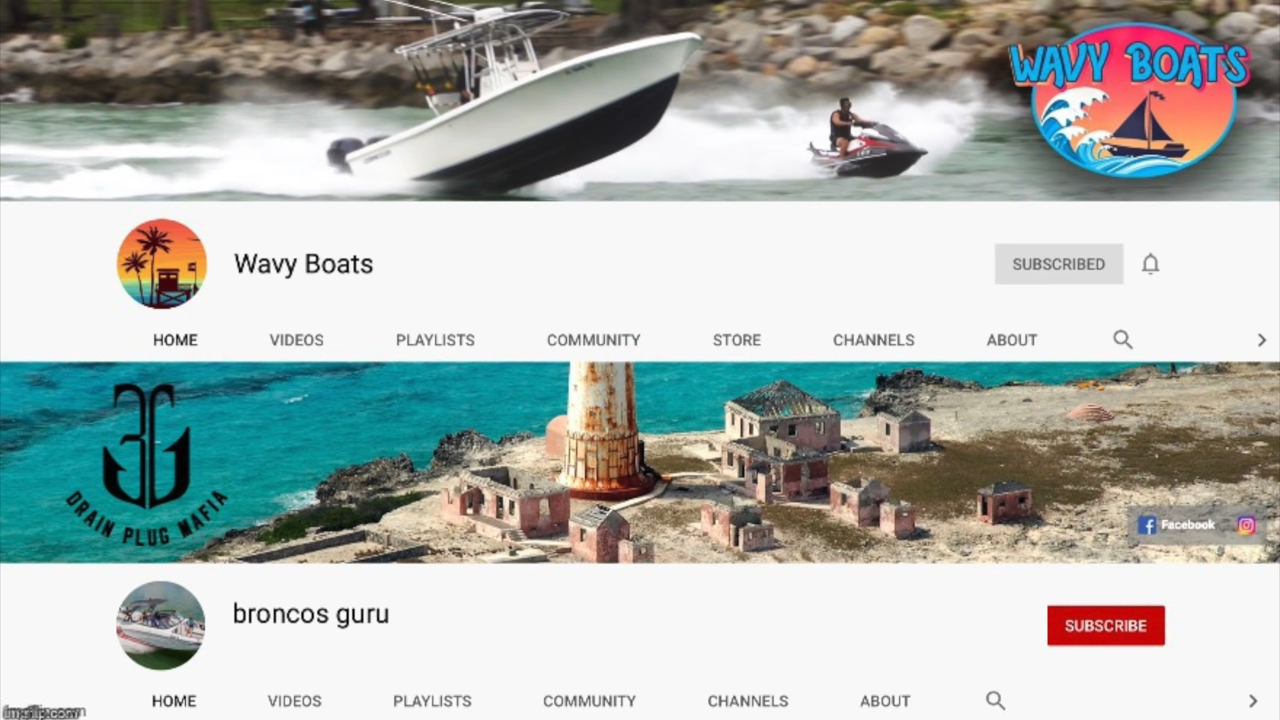 WAVY BOATS
Wavy Boats
SUBSCRIBED
HOME VIDEOS PLAYLISTS COMMUNITY STORE CHANNELS ABOUT
3G
DRAIN PLUG MAFIA
Facebook
broncos guru
SUBSCRIBE
HOME VIDEOS PLAYLISTS COMMUNITY CHANNELS ABOUT
imgflip.com